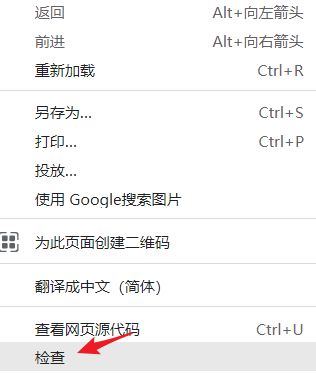 返回 Alt+向左箭头
前进 Alt+向右箭头
重新加载 Ctrl+R
另存为... Ctrl+S
打印... Ctrl+P
投放...
使用 Google搜索图片
为此页面创建二维码
翻译成中文（简体）
查看网页源代码 Ctrl+U
检查